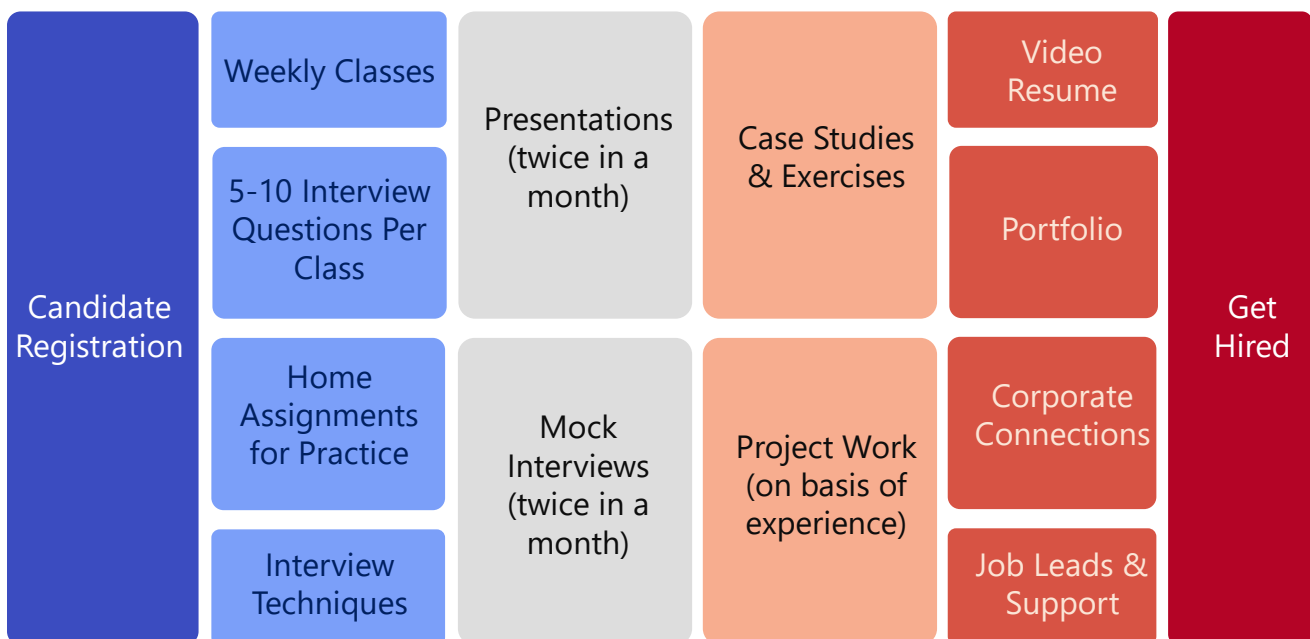 Candidate
Registration
Weekly Classes
5-10 Interview
Questions Per
Class
Home
Assignments
for Practice
Interview
Techniques
Presentations
(twice in a
month)
Mock
Interviews
(twice in a
month)
Case Studies
& Exercises
Project Work
(on basis of
experience)
Video
Resume
Portfolio
Corporate
Connections
Job Leads &
Support
Get
Hired